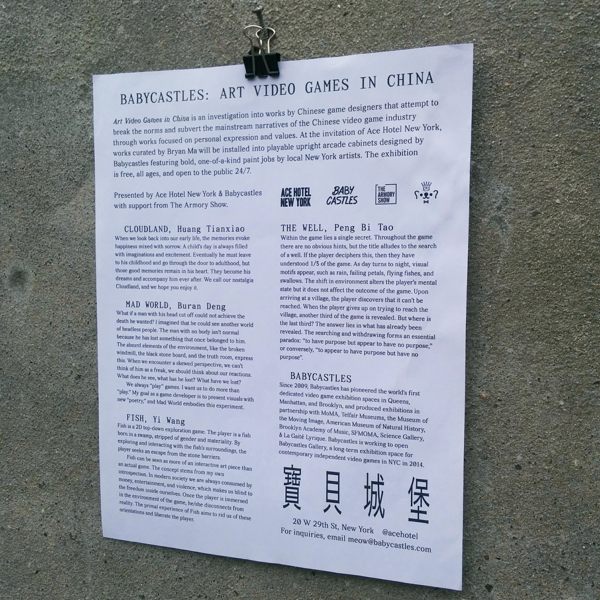 BABYCASTLES: ART VIDEO GAMES IN CHINA
Art Video Games in China is an investigation into works by Chinese game designers that attempt to
break the norms and subvert the mainstream narratives of the Chinese video game industry
through works focused on personal expression and values. At the invitation of Ace Hotel New York,
works curated by Bryan Ma will be installed into playable upright arcade cabinets designed by
Babycastles featuring bold, one-of-a-kind paint jobs by local New York artists. The exhibition
is free, all ages, and open to the public 24/7.
Presented by Ace Hotel New York & Babycastles
with support from The Armory Show.
ACE HOTEL
NEW YORK
BABY
CASTLES
THE
ARMORY
SHOW
CLOUDLAND, Huang Tianxiao
When we look back into our early life, the memories evoke
happiness mixed with sorrow. A child's day is always filled
with imaginations and excitement. Eventually he must leave
to his childhood and go through the door to adulthood, but
those good memories remain in his heart. They become his
dreams and accompany him ever after. We call our nostalgia
Cloudland, and we hope you enjoy it.
MAD WORLD, Buran Deng
What if a man with his head cut off could not achieve the
death he wanted? I imagined that he could see another world
of headless people. The man with no body isn't normal
because he has lost something that once belonged to him.
The absurd elements of the environment, like the broken
windmill, the black stone board, and the truth room, express
this. When we encounter a skewed perspective, we can't
think of him as a freak, we should think about our reactions.
What does he see, what has he lost? What have we lost?
We always "play" games. I want us to do more than
"play." My goal as a game developer is to present visuals with
new "poetry," and Mad World embodies this experiment.
FISH, Yi Wang
Fish is a 2D top-down exploration game. The player is a fish
born in a swamp, stripped of gender and materiality. By
exploring and interacting with the fish's surroundings, the
player seeks an escape from the stone barriers.
Fish can be seen as more of an interactive art piece than
an actual game. The concept stems from my own
introspection. In modern society we are always consumed by
money, entertainment, and violence, which makes us blind to
the freedom inside ourselves. Once the player is immersed
in the environment of the game, he/she disconnects from
reality. The primal experience of Fish aims to rid us of these
orientations and liberate the player.
THE WELL, Peng Bi Tao
Within the game lies a single secret. Throughout the game
there are no obvious hints, but the title alludes to the search
of a well. If the player deciphers this, then they have
understood 1/5 of the game. As day turns to night, visual
motifs appear, such as rain, falling petals, flying fishes, and
swallows. The shift in environment alters the player's mental
state but it does not affect the outcome of the game. Upon
arriving at a village, the player discovers that it can't be
reached. When the player gives up on trying to reach the
village, another third of the game is revealed. But where is
the last third? The answer lies in what has already been
revealed. The searching and withdrawing forms an essential
paradox: "to have purpose but appear to have no purpose,"
or conversely, "to appear to have purpose but have no
purpose".
BABYCASTLES
Since 2009, Babycastles has pioneered the world's first
dedicated video game exhibition spaces in Queens,
Manhattan, and Brooklyn, and produced exhibitions in
partnership with MoMA, Telfair Museums, the Museum of
the Moving Image, American Museum of Natural History,
Brooklyn Academy of Music, SFMOMA, Science Gallery,
& La Gaité Lyrique. Babycastles is working to open
Babycastles Gallery, a long-term exhibition space for
contemporary independent video games in NYC in 2014.
寶貝城堡
20 W 29th St, New York @acehotel
For inquiries, email meow@babycastles.com